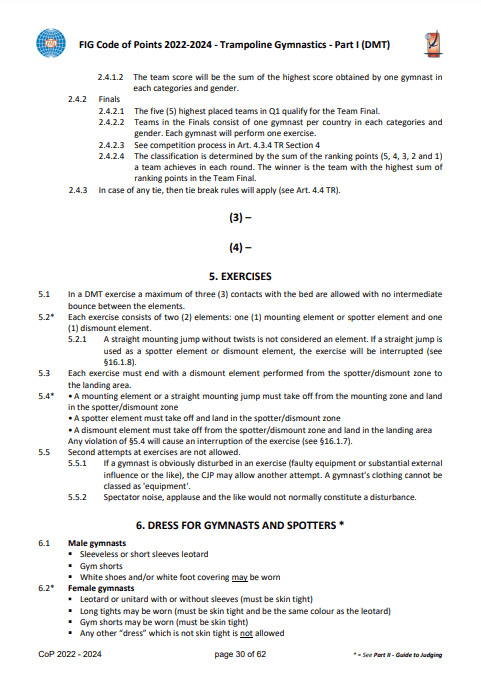 FIG Code of Points 2022-2024 - Trampoline Gymnastics - Part I (DMT)
2.4.1.2 The team score will be the sum of the highest score obtained by one gymnast in
each categories and gender.
2.4.2 Finals
2.4.2.1 The five (5) highest placed teams in Q1 qualify for the Team Final.
2.4.2.2 Teams in the Finals consist of one gymnast per country in each categories and
gender. Each gymnast will perform one exercise.
2.4.2.3 See competition process in Art. 4.3.4 TR Section 4
2.4.2.4 The classification is determined by the sum of the ranking points (5, 4, 3, 2 and 1)
a team achieves in each round. The winner is the team with the highest sum of
ranking points in the Team Final.
2.4.3 In case of any tie, then tie break rules will apply (see Art. 4.4 TR).
(3) –
(4) –
5. EXERCISES
5.1 In a DMT exercise a maximum of three (3) contacts with the bed are allowed with no intermediate
bounce between the elements.
5.2* Each exercise consists of two (2) elements: one (1) mounting element or spotter element and one
(1) dismount element.
5.2.1 A straight mounting jump without twists is not considered an element. If a straight jump is
used as a spotter element or dismount element, the exercise will be interrupted (see
§16.1.8).
5.3 Each exercise must end with a dismount element performed from the spotter/dismount zone to
the landing area.
5.4* • A mounting element or a straight mounting jump must take off from the mounting zone and land
in the spotter/dismount zone
• A spotter element must take off and land in the spotter/dismount zone
• A dismount element must take off from the spotter/dismount zone and land in the landing area
Any violation of §5.4 will cause an interruption of the exercise (see §16.1.7).
5.5 Second attempts at exercises are not allowed.
5.5.1 If a gymnast is obviously disturbed in an exercise (faulty equipment or substantial external
influence or the like), the CJP may allow another attempt. A gymnast's clothing cannot be
classed as 'equipment'.
5.5.2 Spectator noise, applause and the like would not normally constitute a disturbance.
6. DRESS FOR GYMNASTS AND SPOTTERS *
6.1 Male gymnasts
▪ Sleeveless or short sleeves leotard
▪ Gym shorts
▪ White shoes and/or white foot covering may be worn
6.2* Female gymnasts
▪ Leotard or unitard with or without sleeves (must be skin tight)
▪ Long tights may be worn (must be skin tight and be the same colour as the leotard)
▪ Gym shorts may be worn (must be skin tight)
▪ Any other "dress" which is not skin tight is not allowed
CoP 2022 - 2024 page 30 of 62 * = See Part II - Guide to Judging